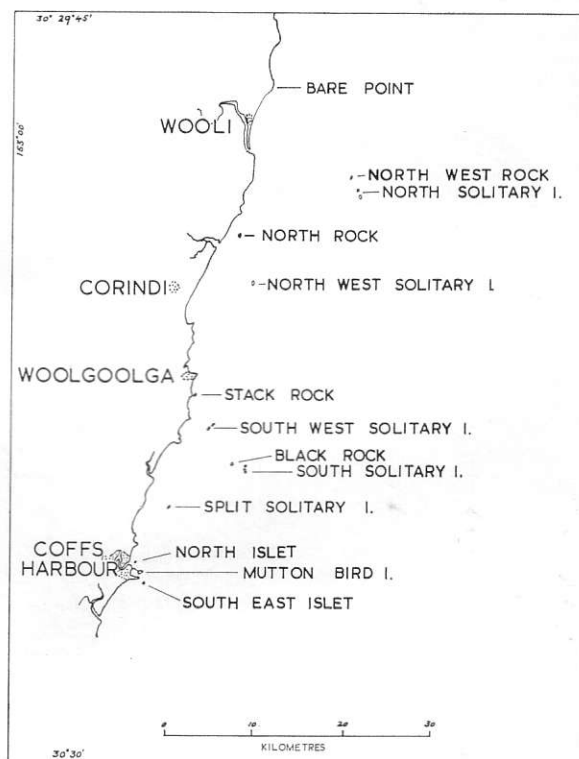 30° 29'45'
BARE POINT
WOOLI
153°00'
NORTH WEST ROCK
NORTH SOLITARY I.
NORTH ROCK
CORINDI
NORTH WEST SOLITARY I.
WOOLGOOLGA
STACK ROCK
SOUTH WEST SOLITARY I.
BLACK ROCK
SOUTH SOLITARY I.
SPLIT SOLITARY I.
COFFS
HARBOUR
NORTH ISLET
MUTTON BIRD I.
SOUTH EAST ISLET
0 10 20 30
KILOMETRES
30°30'